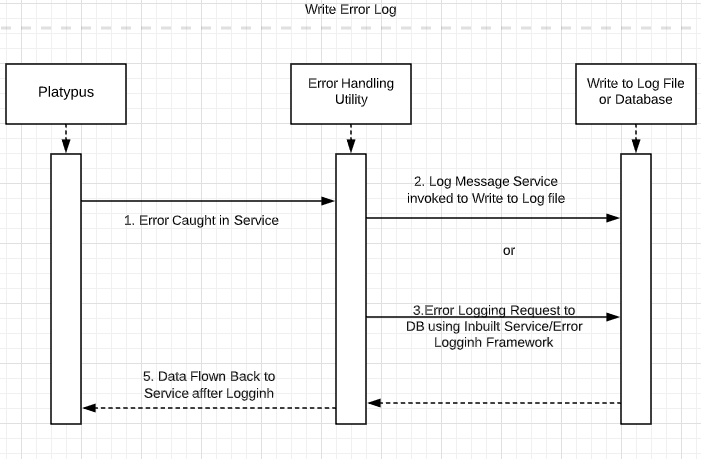 Write Error Log
Platypus
Error Handling
Utility
Write to Log File
or Database
2. Log Message Service
invoked to Write to Log file
1. Error Caught in Service
or
3.Error Logging Request to
DB using Inbuilt Service/Error
Logginh Framework
5. Data Flown Back to
Service affter Logginh